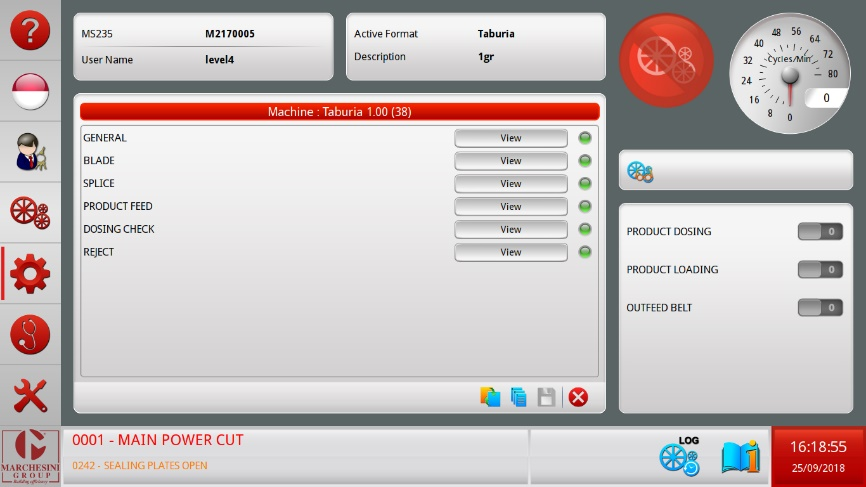 MS235 M2170005
User Name level4
Active Format Taburia
Description 1gr
Cycles/Min
0 8 16 24 32 40 48 56 64 72 80
0
Machine : Taburia 1.00 (38)
GENERAL View
BLADE View
SPLICE View
PRODUCT FEED View
DOSING CHECK View
REJECT View
PRODUCT DOSING 0
PRODUCT LOADING 0
OUTFEED BELT 0
MARCHESINI
GROUP
building efficiency
0001 - MAIN POWER CUT
0242 - SEALING PLATES OPEN
LOG
16:18:55
25/09/2018